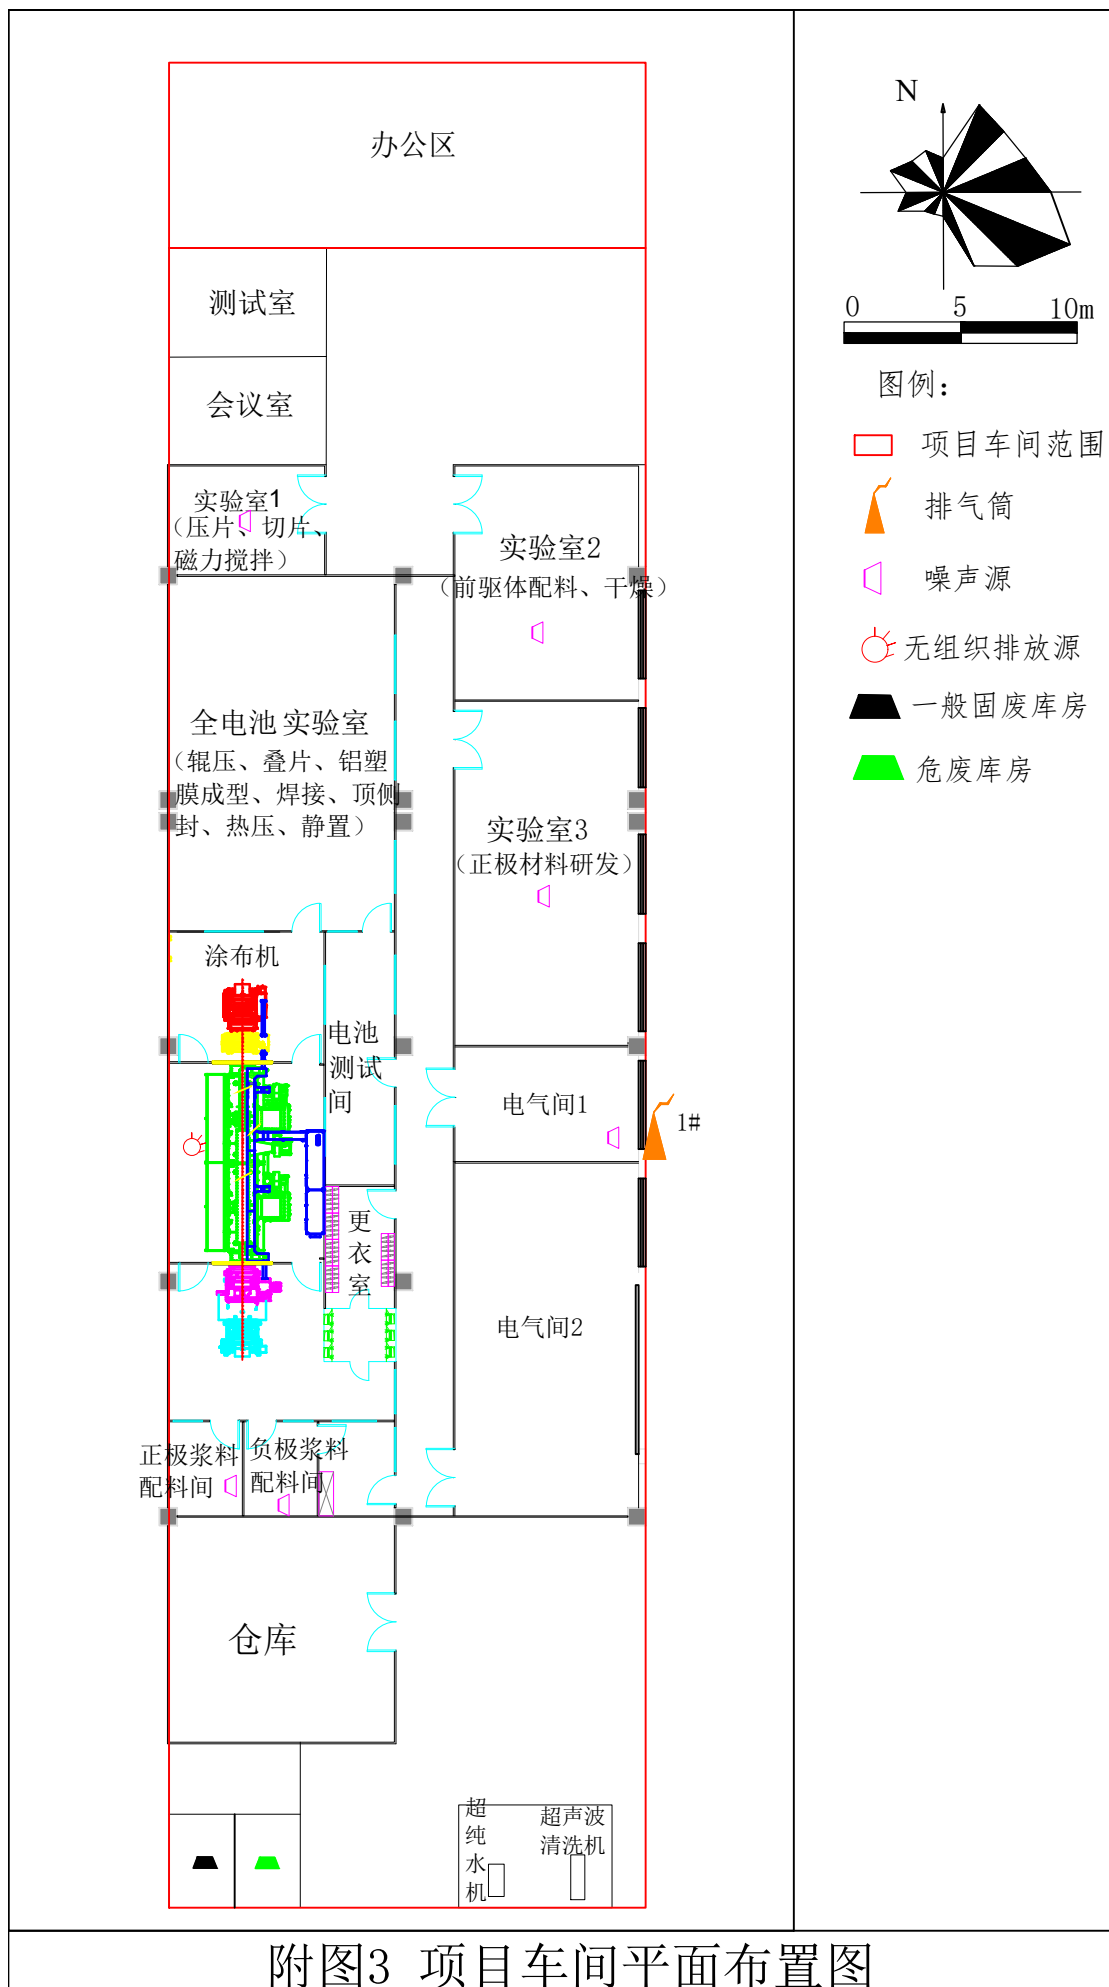 办公区
测试室
会议室
实验室1
（压片、切片、
磁力搅拌）
实验室2
（前驱体配料、干燥）
全电池实验室
（辊压、叠片、铝塑
膜成型、焊接、顶侧
封、热压、静置）
实验室3
（正极材料研发）
涂布机
电池
测试
间
电气间1
1#
更
衣
室
电气间2
正极浆料
配料间
负极浆料
配料间
仓库
超
纯
水
机
超声波
清洗机
N
0 5 10m
图例：
项目车间范围
排气筒
噪声源
无组织排放源
一般固废库房
危废库房
附图3 项目车间平面布置图